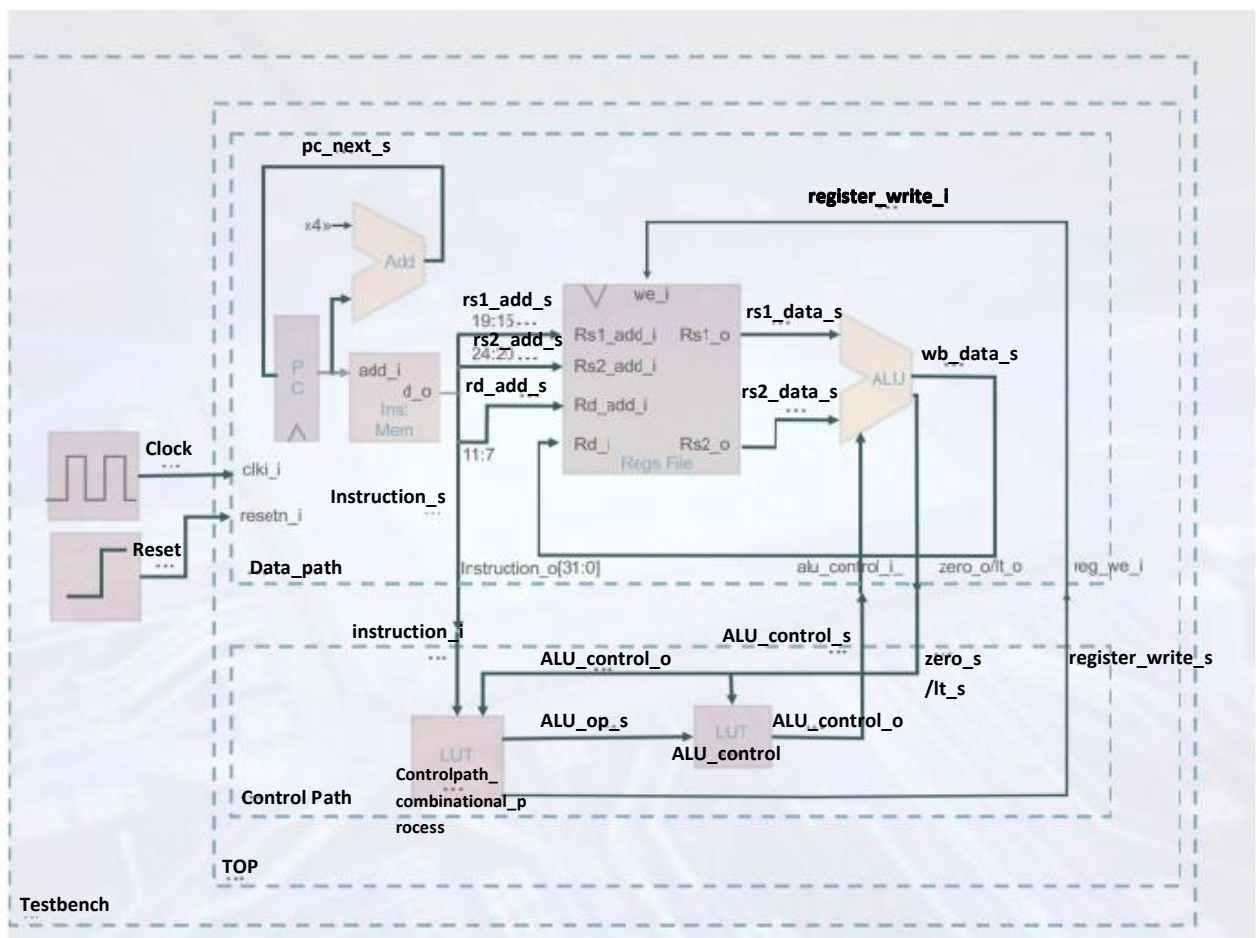 pc_next_s
register_write_i
«4»
Add
rs1_add_s
19:15
rs2_add_s
24:20
rd_add_s
11:7
we_i
Rs1_add_i
Rs1_o
Rs2_add_i
Rd_add_i
Rd_i
Rs2_o
Regs File
rs1_data_s
rs2_data_s
wb_data_s
ALU
P
C
add_i
d_o
Ins:
Mem
Clock
clki_i
Reset
resetn_i
Instruction_s
Data_path
Instruction_o[31:0]
alu_control_i_
zero_o/lt_o
reg_we_i
instruction_i
ALU_control_s
ALU_control_o
zero_s
/lt_s
register_write_s
ALU_op_s
ALU_control_o
LUT
LUT
ALU_control
Controlpath_
combinational_p
rocess
Control Path
TOP
Testbench